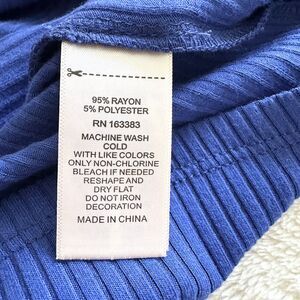 95% RAYON
5% POLYESTER
RN 163383
MACHINE WASH
COLD
WITH LIKE COLORS
ONLY NON-CHLORINE
BLEACH IF NEEDED
RESHAPE AND
DRY FLAT
DO NOT IRON
DECORATION
MADE IN CHINA